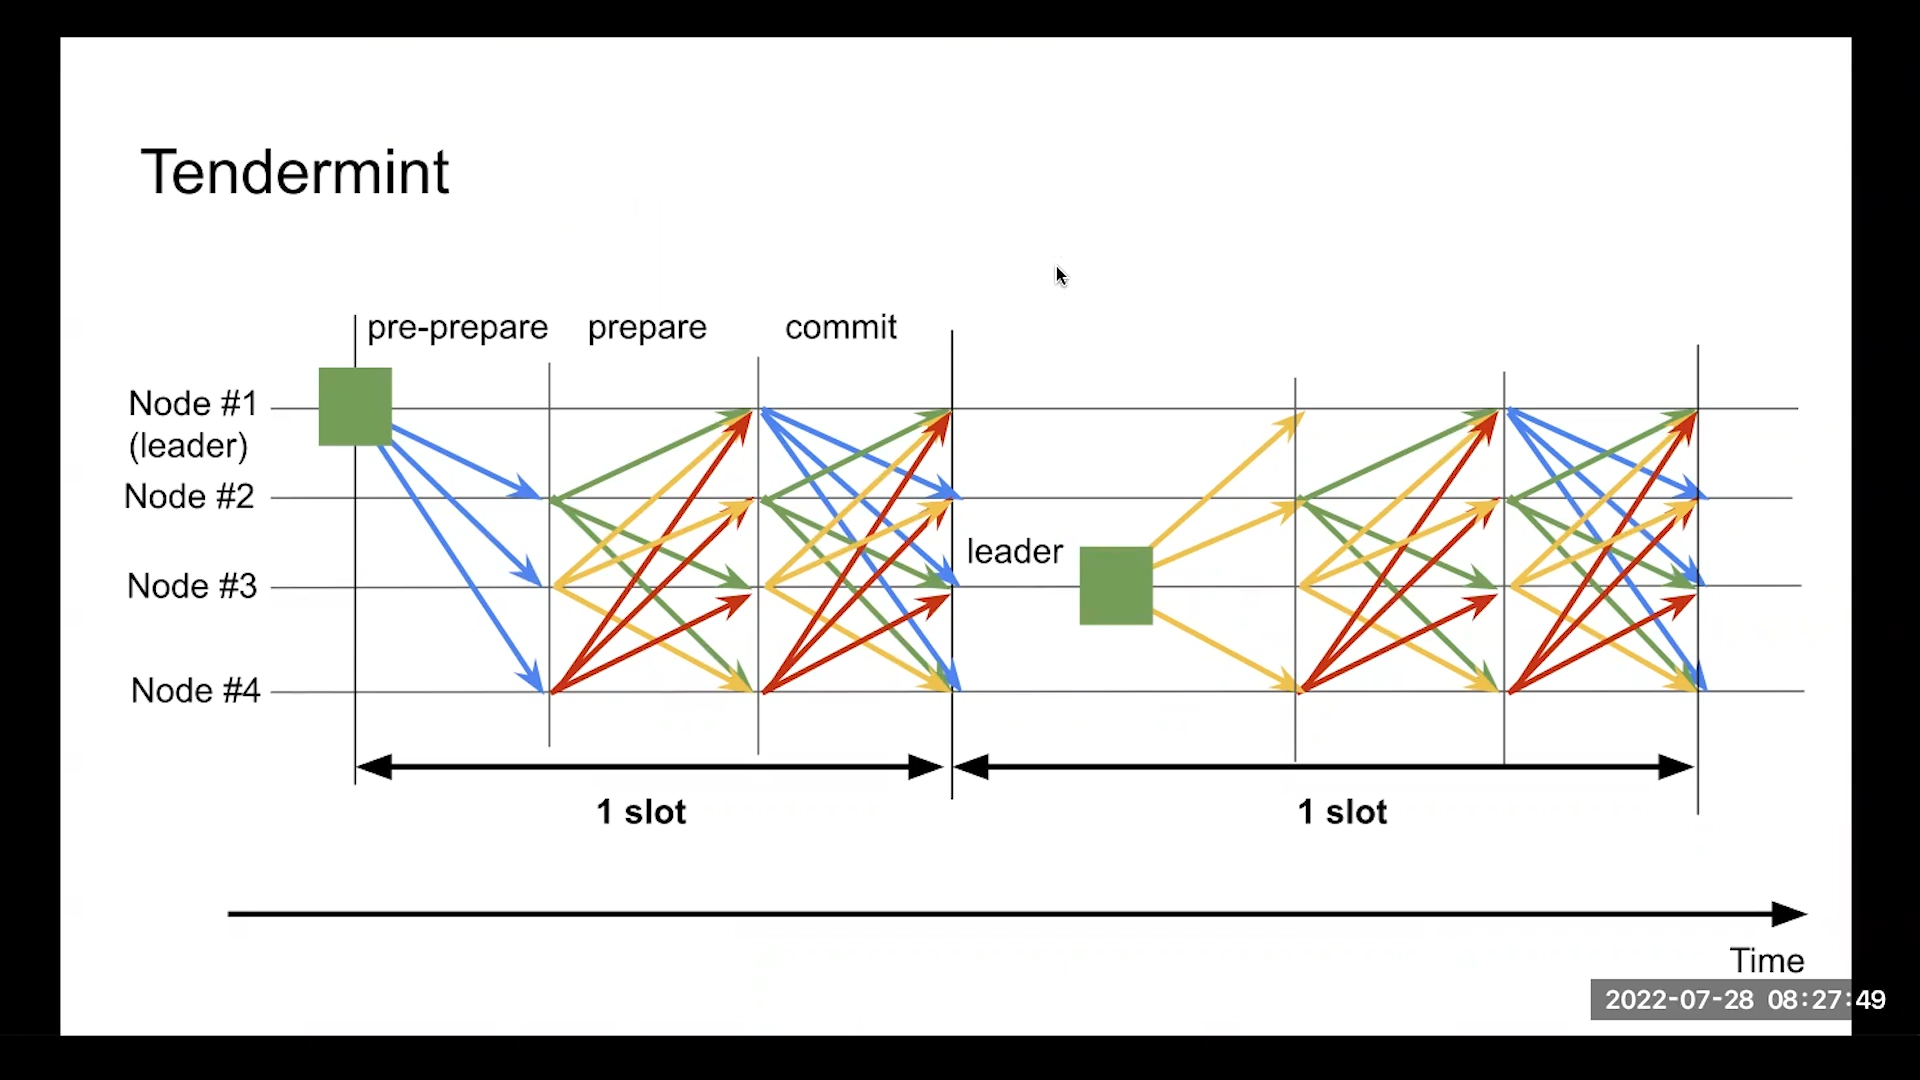 Tendermint
pre-prepare
prepare
commit
Node #1
(leader)
Node #2
leader
Node #3
Node #4
1 slot
1 slot
Time
2022-07-28 08:27:49